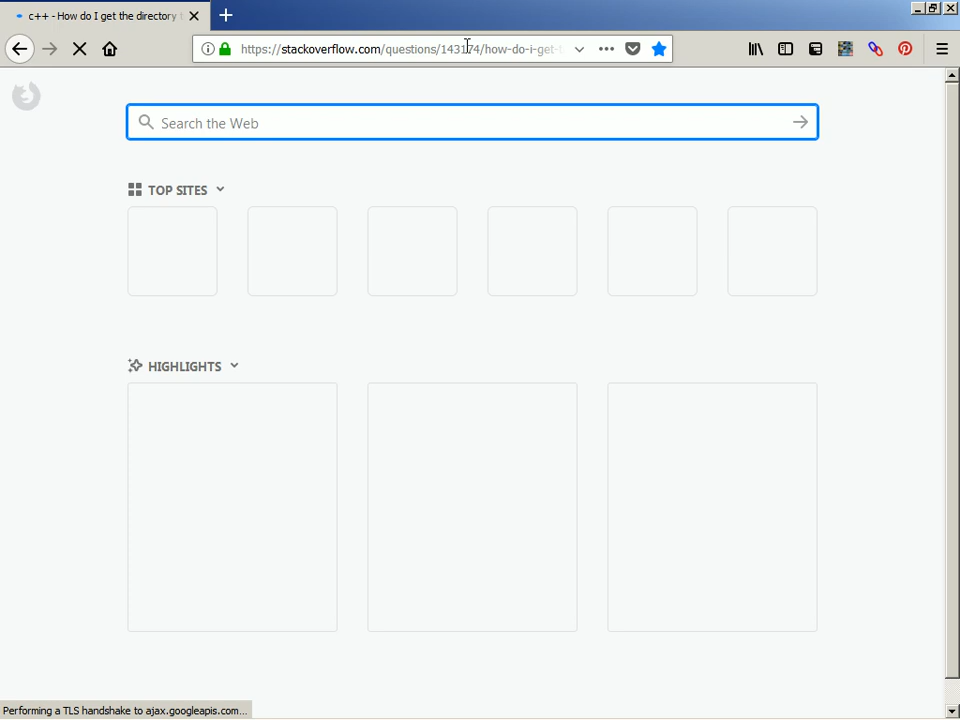 c++ - How do I get the directory t
https://stackoverflow.com/questions/143174/how-do-i-get-t
Search the Web
TOP SITES
HIGHLIGHTS
Performing a TLS handshake to ajax.googleapis.com...